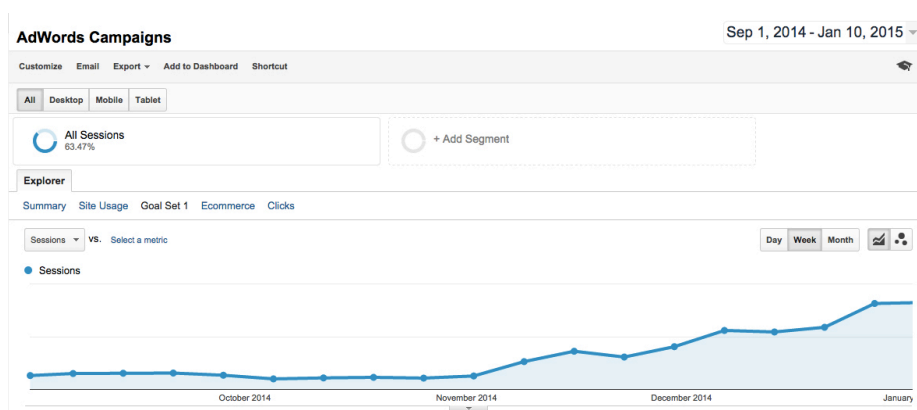 AdWords Campaigns
Sep 1, 2014 - Jan 10, 2015
Customize Email Export Add to Dashboard Shortcut
All Desktop Mobile Tablet
All Sessions
63.47%
+ Add Segment
Explorer
Summary Site Usage Goal Set 1 Ecommerce Clicks
Sessions VS. Select a metric
Day Week Month
Sessions
October 2014 November 2014 December 2014 January